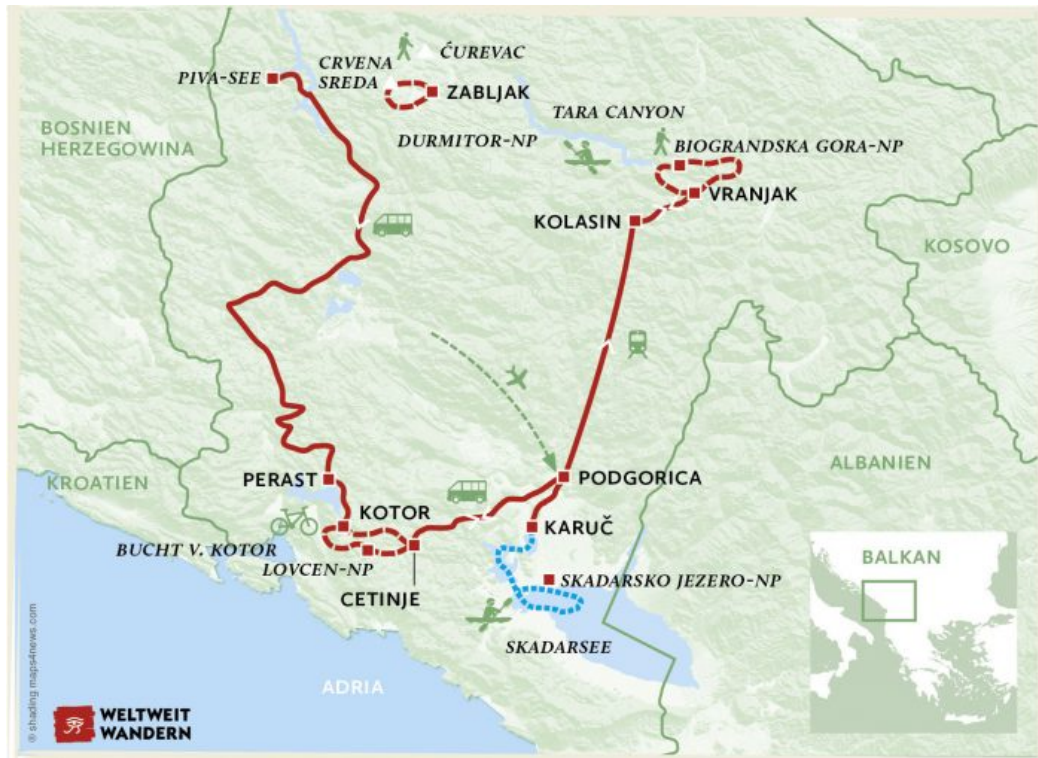 CRVENA
SREDA
ĆUREVAC
PIVA-SEE
ZABLJAK
TARA CANYON
BOSNIEN
HERZEGOWINA
DURMITOR-NP
BIOGRANDSKA GORA-NP
VRANJAK
KOLASIN
KOSOVO
KROATIEN
PERAST
PODGORICA
ALBANIEN
KOTOR
KARUČ
BUCHT V. KOTOR
LOVCEN-NP
CETINJE
SKADARSKO JEZERO-NP
SKADARSEE
BALKAN
ADRIA
© shading maps4news.com
WELTWEIT
WANDERN